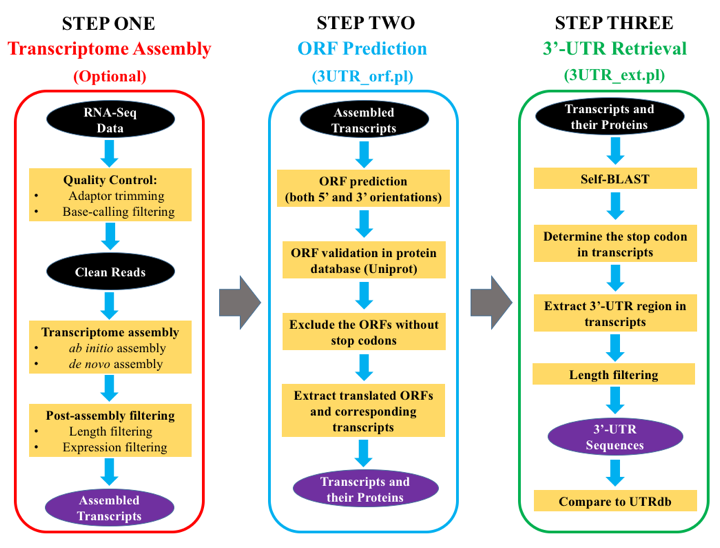 STEP ONE
Transcriptome Assembly
(Optional)
RNA-Seq
Data
Quality Control:
• Adaptor trimming
• Base-calling filtering
Clean Reads
Transcriptome assembly
• ab initio assembly
• de novo assembly
Post-assembly filtering
• Length filtering
• Expression filtering
Assembled
Transcripts
STEP TWO
ORF Prediction
(3UTR_orf.pl)
Assembled
Transcripts
ORF prediction
(both 5’ and 3’ orientations)
ORF validation in protein
database (Uniprot)
Exclude the ORFs without
stop codons
Extract translated ORFs
and corresponding
transcripts
Transcripts and
their Proteins
STEP THREE
3’-UTR Retrieval
(3UTR_ext.pl)
Transcripts and
their Proteins
Self-BLAST
Determine the stop codon
in transcripts
Extract 3’-UTR region in
transcripts
Length filtering
3’-UTR
Sequences
Compare to UTRdb